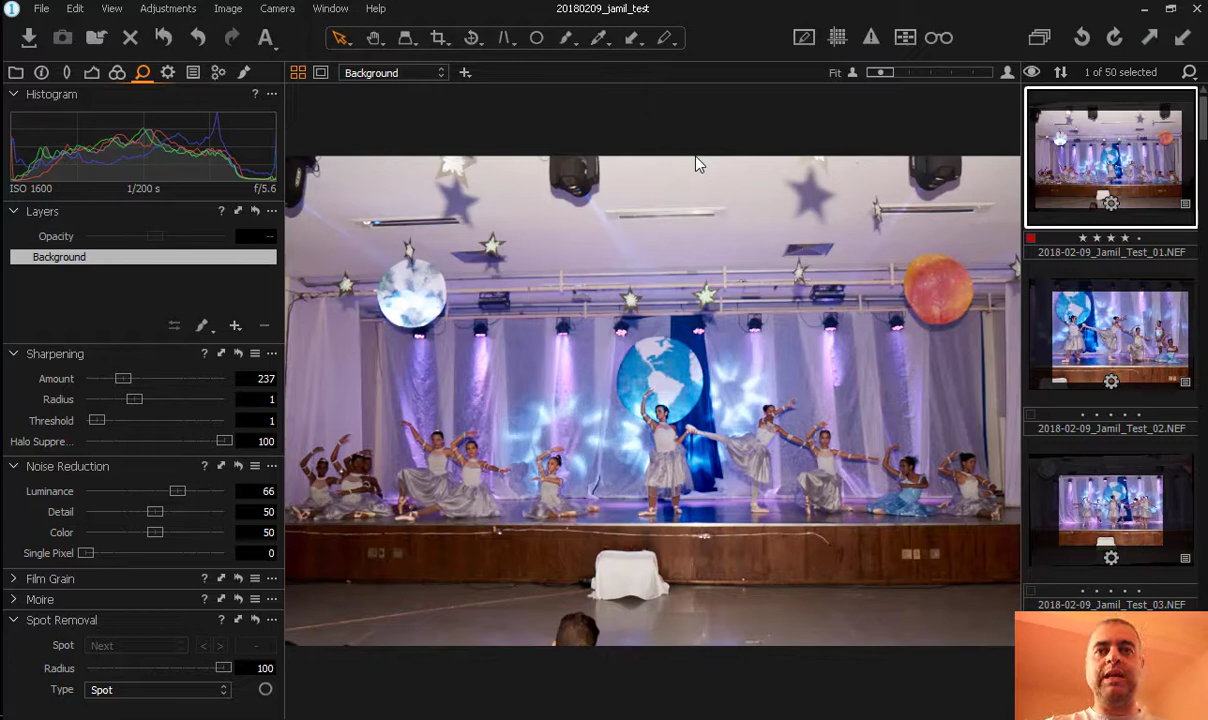 File Edit View Adjustments Image Camera Window Help 20180209_jamil_test
Background Fit 1 of 50 selected
Histogram
ISO 1600 1/200 s f/5.6
Layers
Opacity --
Background
Sharpening
Amount 237
Radius 1
Threshold 1
Halo Suppre... 100
Noise Reduction
Luminance 66
Detail 50
Color 50
Single Pixel 0
Film Grain
Moire
Spot Removal
Spot Next
Radius 100
Type Spot
2018-02-09_Jamil_Test_01.NEF
2018-02-09_Jamil_Test_02.NEF
2018-02-09_Jamil_Test_03.NEF